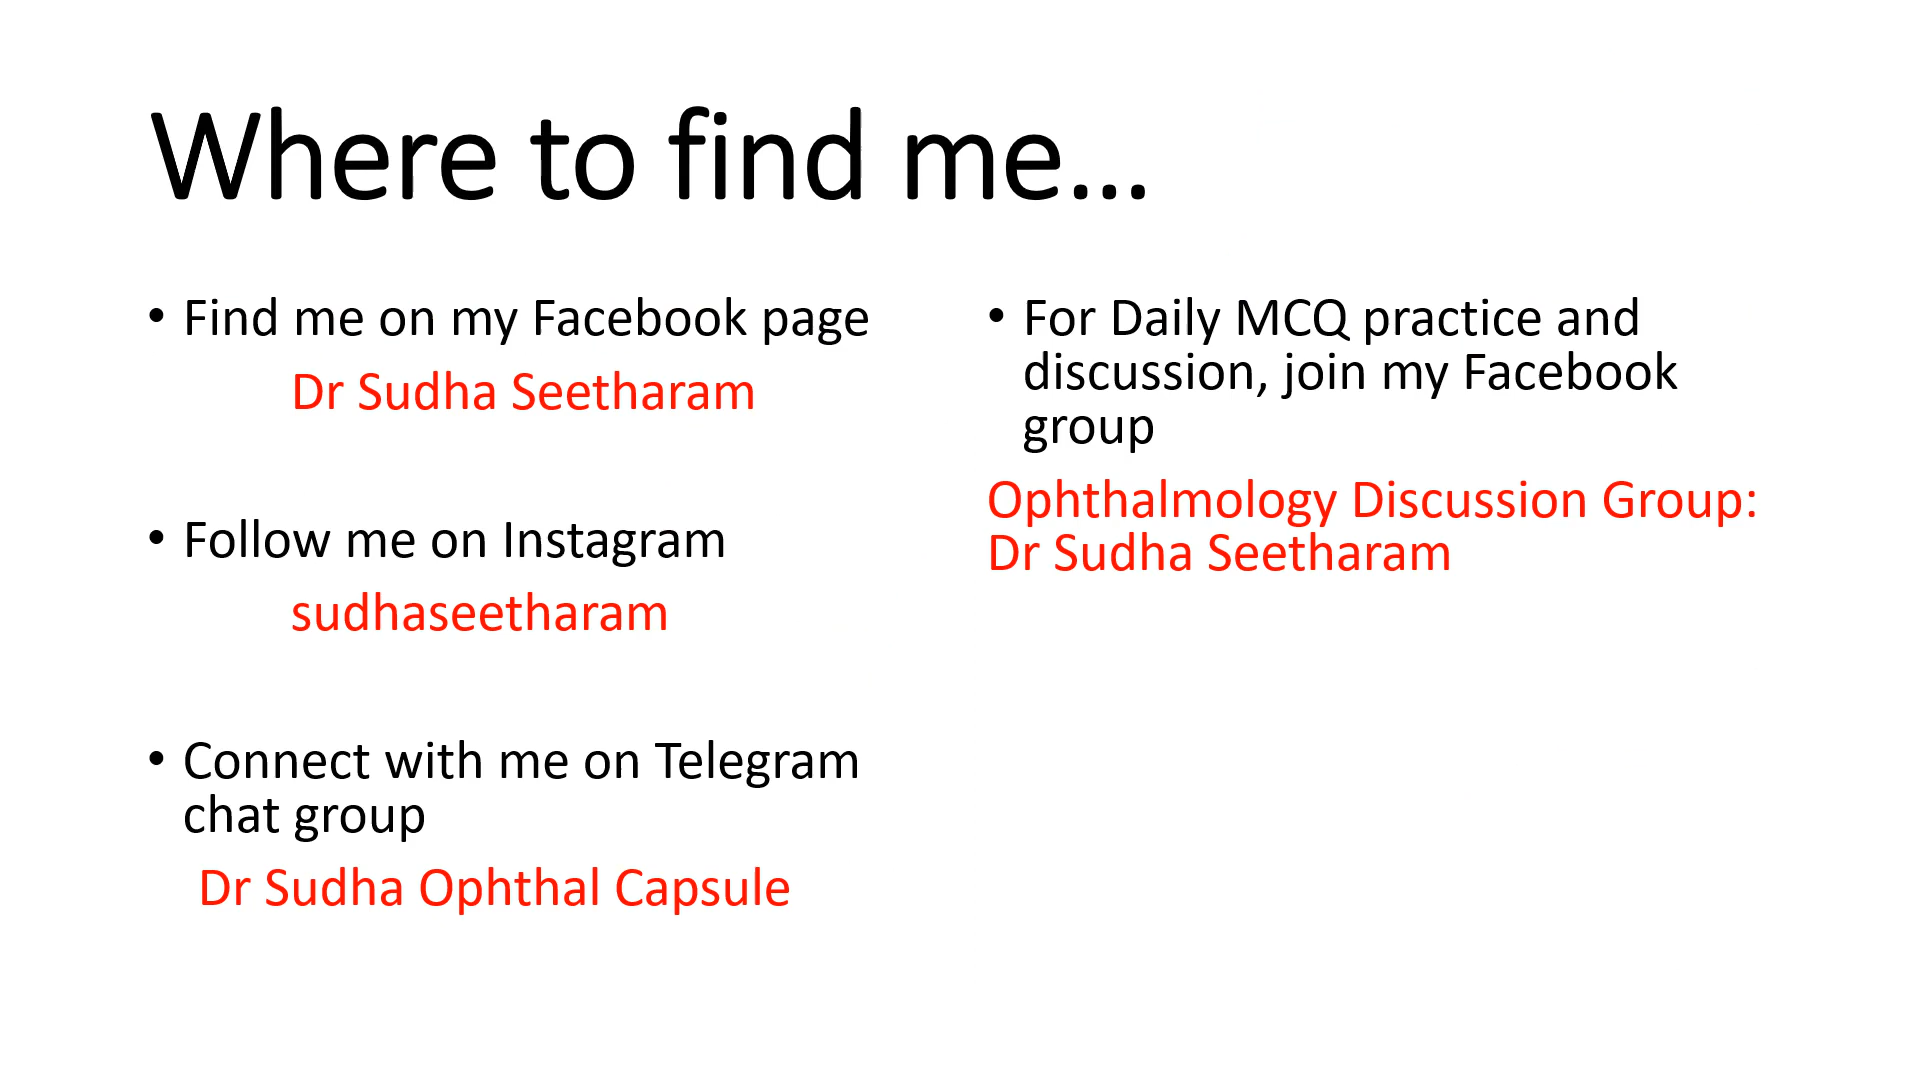 Where to find me...
• Find me on my Facebook page
Dr Sudha Seetharam
• Follow me on Instagram
sudhaseetharam
• Connect with me on Telegram
chat group
Dr Sudha Ophthal Capsule
• For Daily MCQ practice and
discussion, join my Facebook
group
Ophthalmology Discussion Group:
Dr Sudha Seetharam